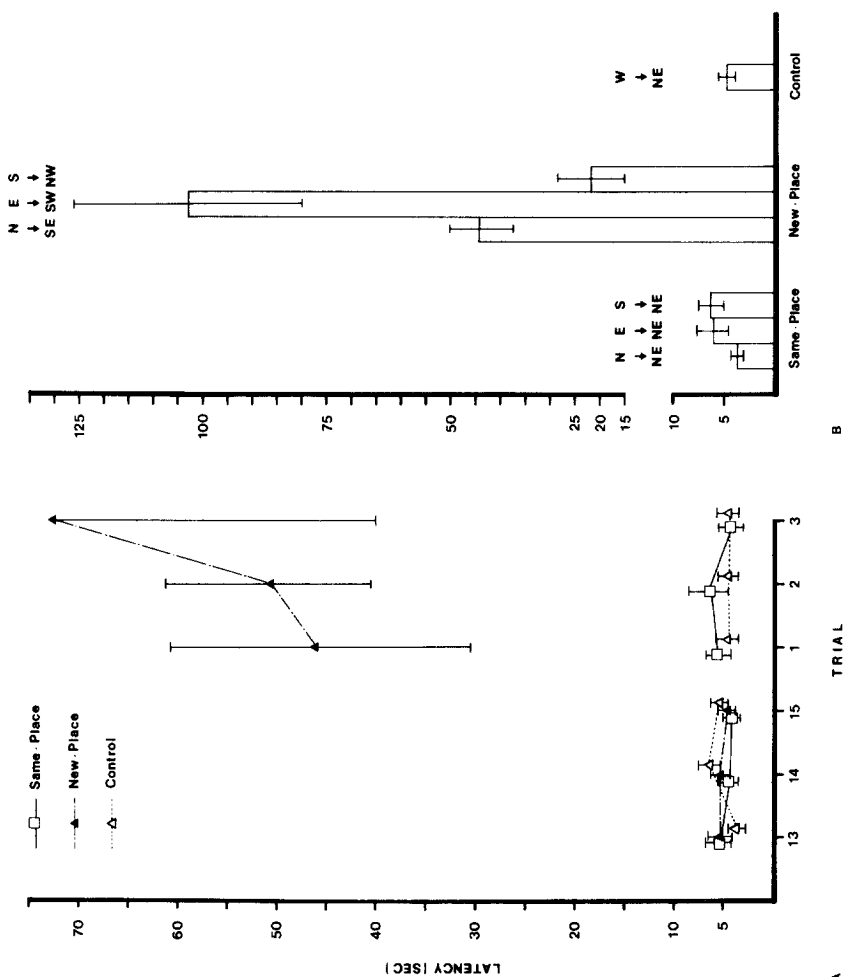 Same·Place
New·Place
Control
LATENCY (SEC)
70
60
50
40
30
20
10
5
13 14 15 1 2 3
TRIAL
A
125
100
75
50
25
20
15
10
5
N E S
↓ ↓ ↓
NE NE NE
N E S
↓ ↓ ↓
SE SW NW
W
↓
NE
Same·Place New·Place Control
B